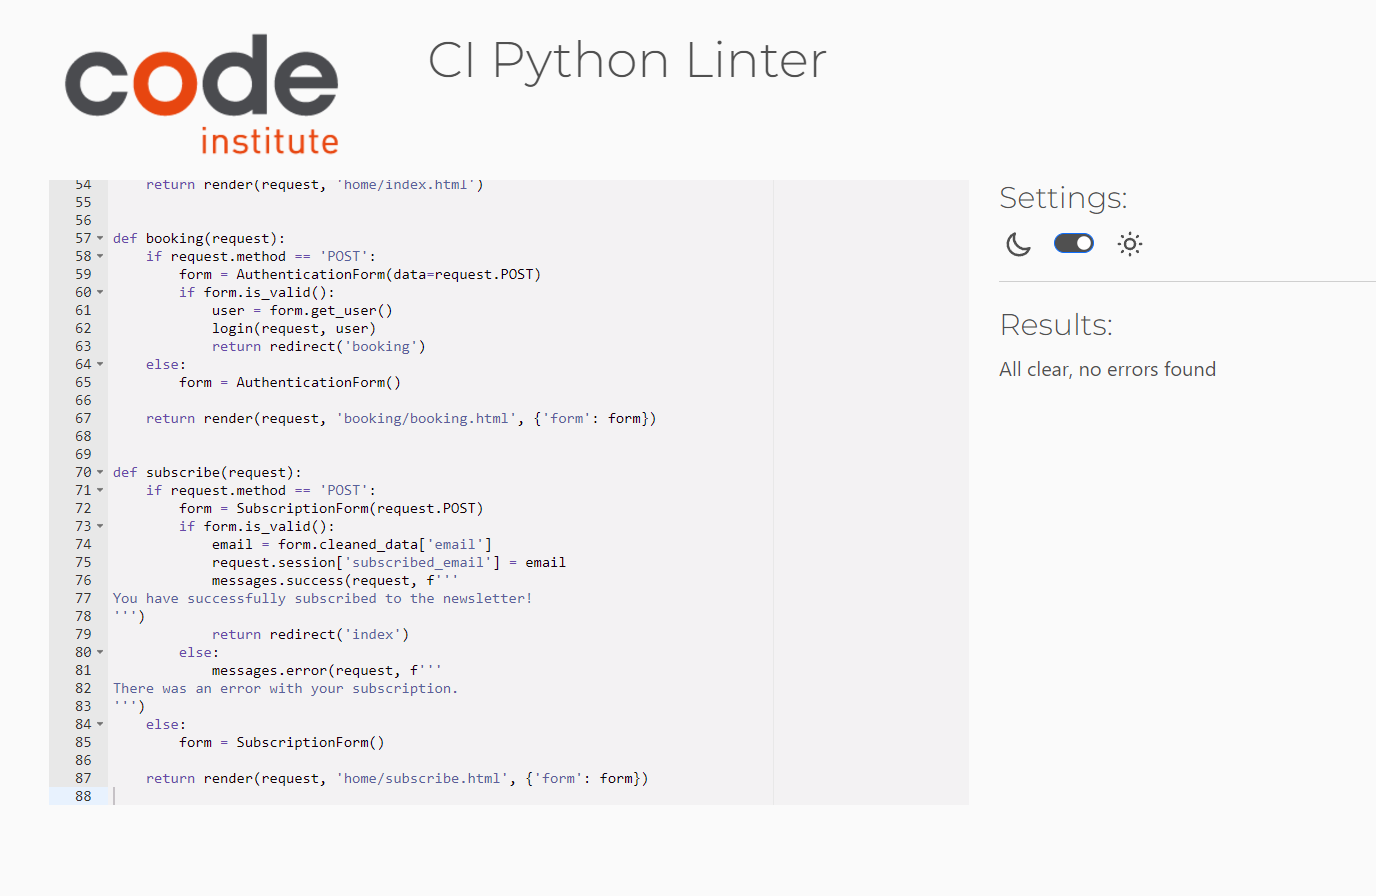 code
institute
CI Python Linter
54 return render(request, 'home/index.html')
55
56
57 def booking(request):
58 if request.method == 'POST':
59 form = AuthenticationForm(data=request.POST)
60 if form.is_valid():
61 user = form.get_user()
62 login(request, user)
63 return redirect('booking')
64 else:
65 form = AuthenticationForm()
66
67 return render(request, 'booking/booking.html', {'form': form})
68
69
70 def subscribe(request):
71 if request.method == 'POST':
72 form = SubscriptionForm(request.POST)
73 if form.is_valid():
74 email = form.cleaned_data['email']
75 request.session['subscribed_email'] = email
76 messages.success(request, f'''
77 You have successfully subscribed to the newsletter!
78 ''')
79 return redirect('index')
80 else:
81 messages.error(request, f'''
82 There was an error with your subscription.
83 ''')
84 else:
85 form = SubscriptionForm()
86
87 return render(request, 'home/subscribe.html', {'form': form})
88
Settings:
Results:
All clear, no errors found